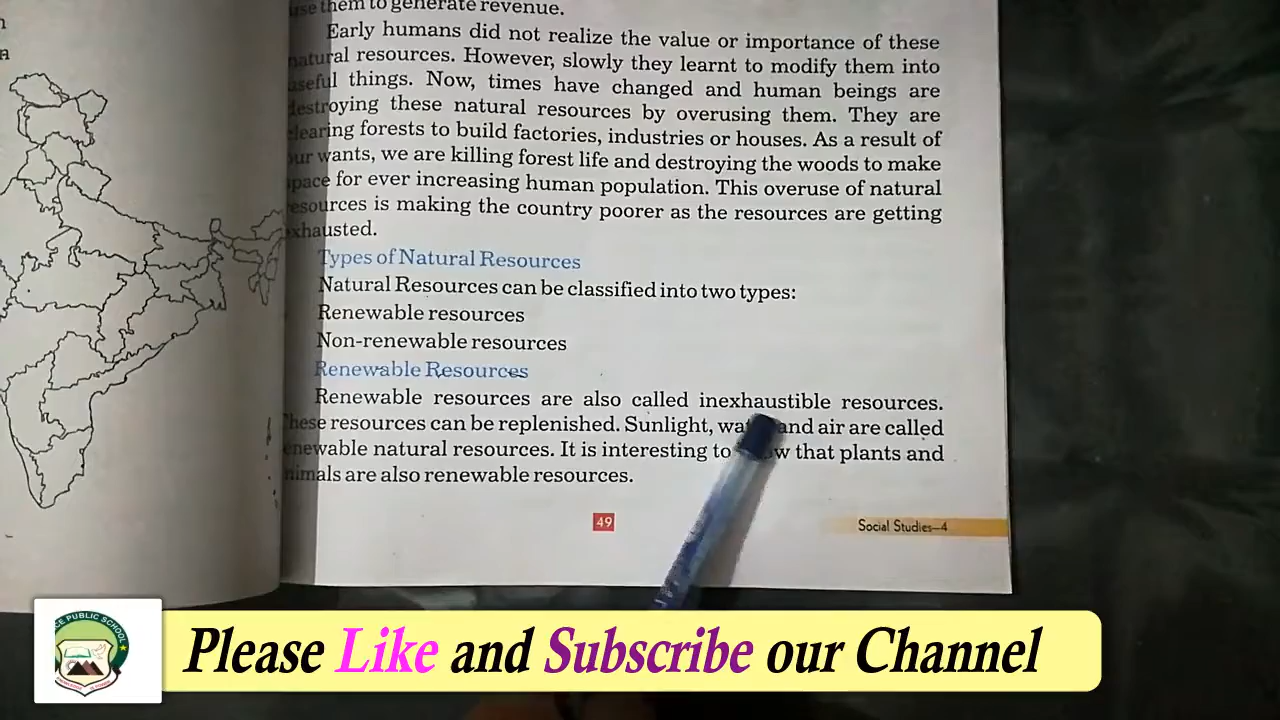 use them to generate revenue.
Early humans did not realize the value or importance of these
natural resources. However, slowly they learnt to modify them into
useful things. Now, times have changed and human beings are
destroying these natural resources by overusing them. They are
clearing forests to build factories, industries or houses. As a result of
our wants, we are killing forest life and destroying the woods to make
space for ever increasing human population. This overuse of natural
resources is making the country poorer as the resources are getting
exhausted.
Types of Natural Resources
Natural Resources can be classified into two types:
Renewable resources
Non-renewable resources
Renewable Resources
Renewable resources are also called inexhaustible resources.
These resources can be replenished. Sunlight, water and air are called
renewable natural resources. It is interesting to know that plants and
animals are also renewable resources.
49
Social Studies–4
PUBLIC SCHOOL
Please Like and Subscribe our Channel